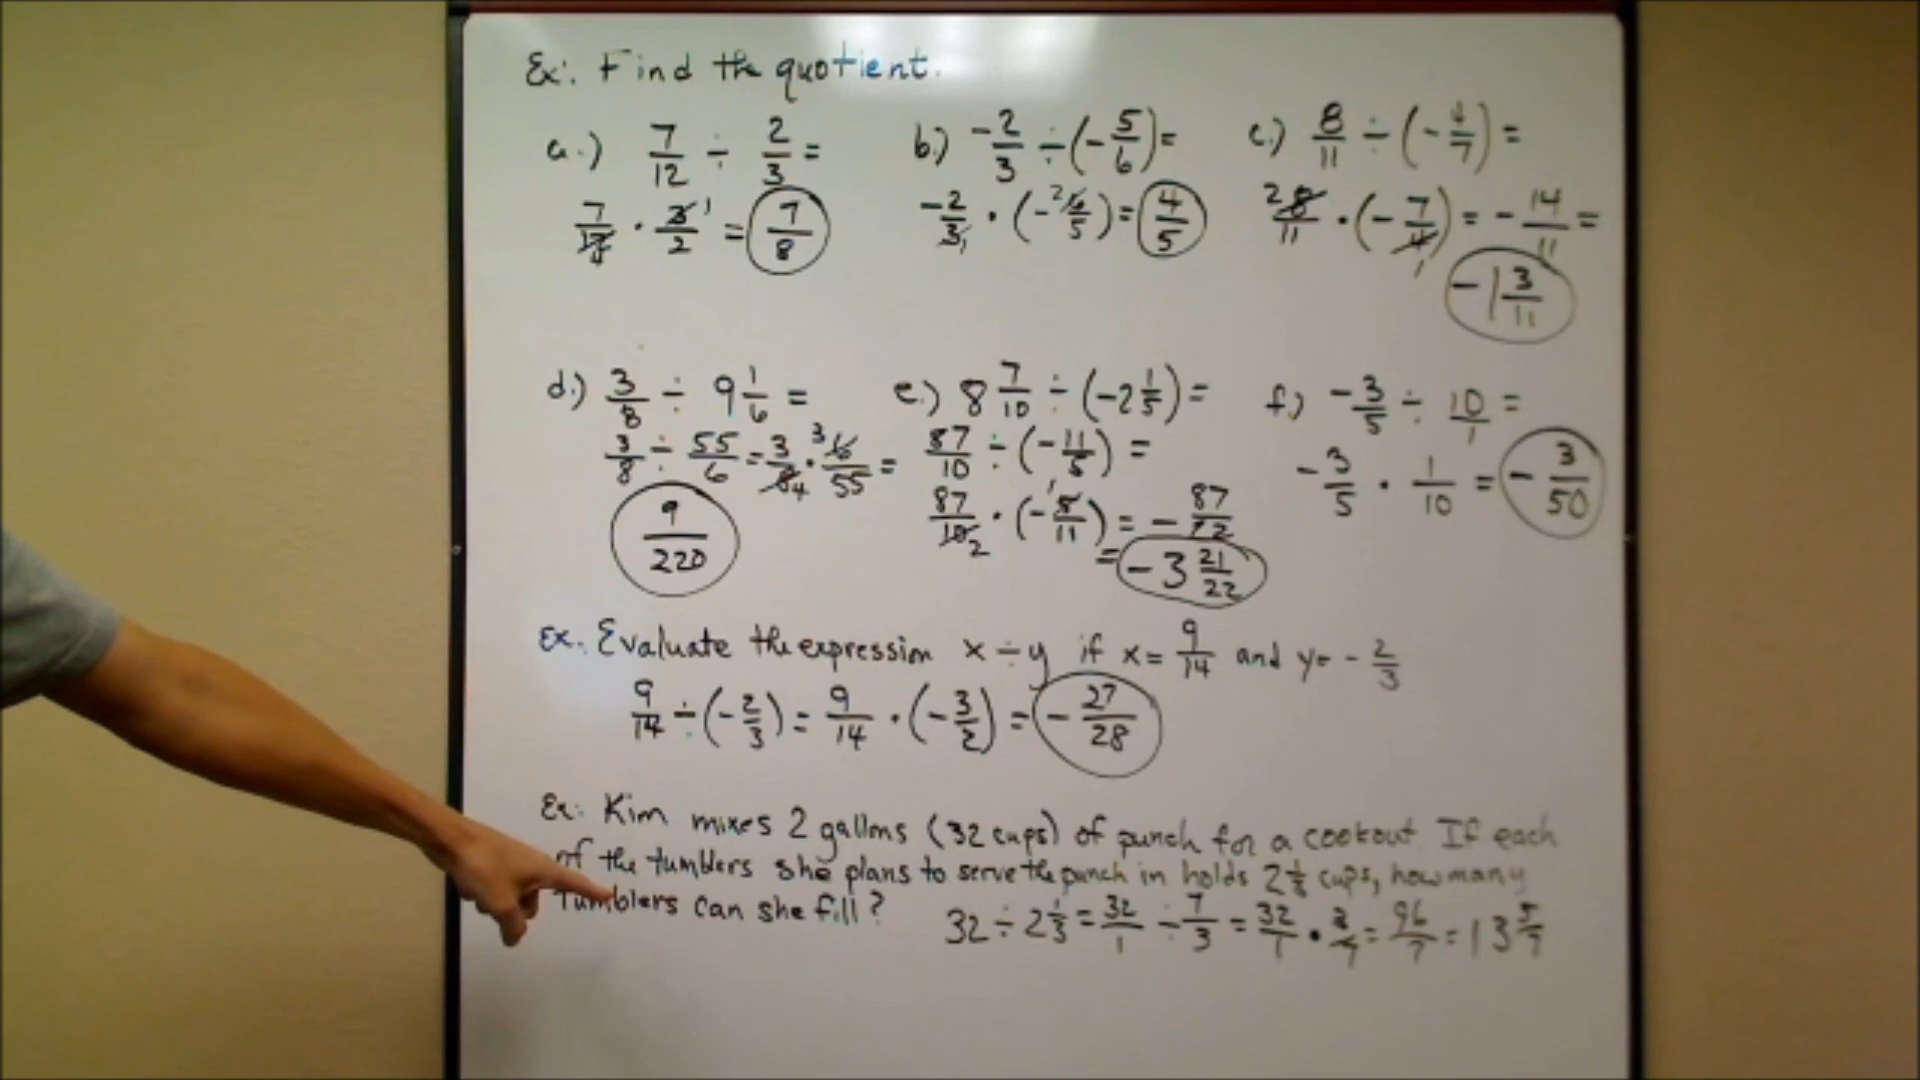 Ex: Find the quotient.
a.) 7/12 ÷ 2/3 =
7/12 · 3/2 = 7/8
b.) -2/3 ÷ (-5/6) =
-2/3 · (-6/5) = 4/5
c.) 8/11 ÷ (-4/7) =
8/11 · (-7/4) = -14/11 =
-1 3/11
d.) 3/8 ÷ 9 1/6 =
3/8 ÷ 55/6 = 3/8 · 6/55 =
9/220
e.) 8 7/10 ÷ (-2 1/5) =
87/10 ÷ (-11/5) =
87/10 · (-5/11) = -87/22
= -3 21/22
f.) -3/5 ÷ 10/1 =
-3/5 · 1/10 = -3/50
Ex: Evaluate the expression x ÷ y if x = 9/14 and y = -2/3
9/14 ÷ (-2/3) = 9/14 · (-3/2) = -27/28
Ex: Kim mixes 2 gallons (32 cups) of punch for a cookout. If each
of the tumblers she plans to serve the punch in holds 2 1/3 cups, how many
tumblers can she fill?
32 ÷ 2 1/3 = 32/1 ÷ 7/3 = 32/1 · 3/7 = 96/7 = 13 5/7